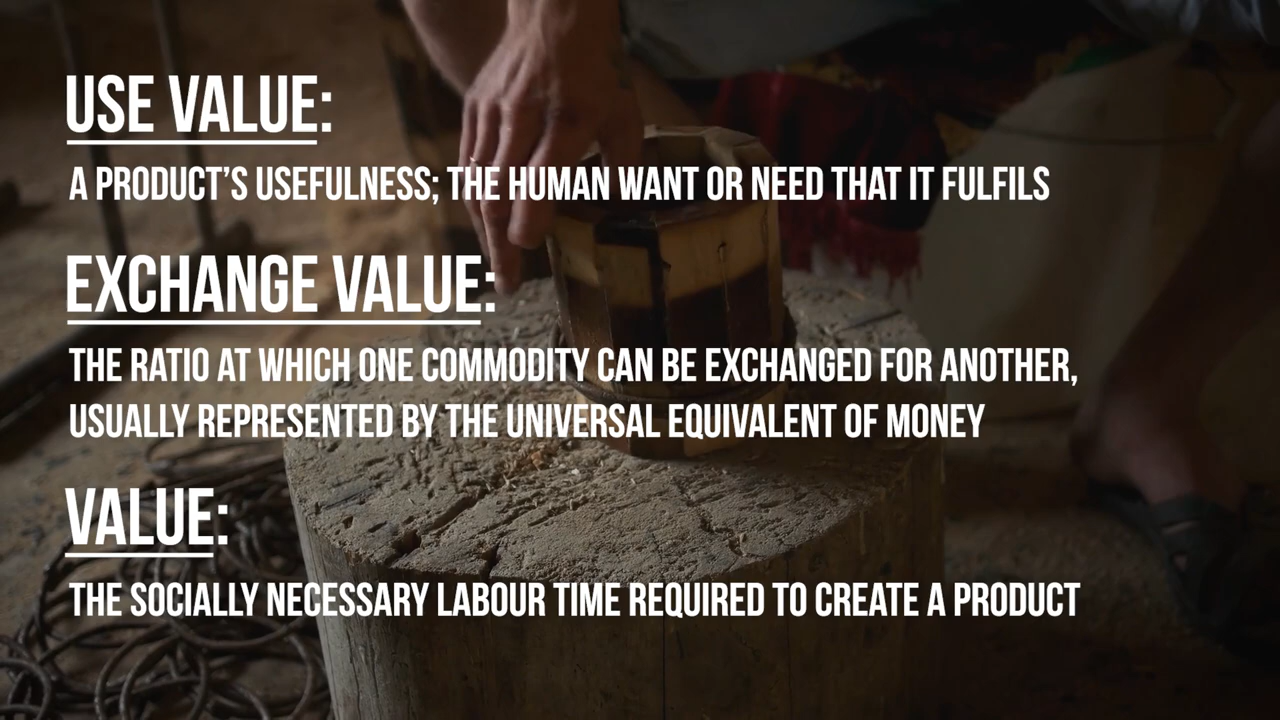 USE VALUE:
A PRODUCT’S USEFULNESS; THE HUMAN WANT OR NEED THAT IT FULFILS
EXCHANGE VALUE:
THE RATIO AT WHICH ONE COMMODITY CAN BE EXCHANGED FOR ANOTHER,
USUALLY REPRESENTED BY THE UNIVERSAL EQUIVALENT OF MONEY
VALUE:
THE SOCIALLY NECESSARY LABOUR TIME REQUIRED TO CREATE A PRODUCT